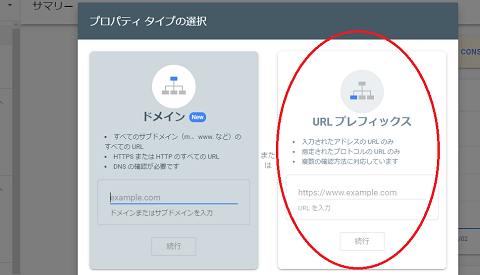 サマリー
プロパティ タイプの選択
ドメイン New
すべてのサブドメイン（m.、www. など）の
すべての URL
HTTPS または HTTP のすべての URL
DNS の確認が必要です
example.com
ドメインまたはサブドメインを入力
続行
また
は
URL プレフィックス
入力されたアドレスの URL のみ
指定されたプロトコルの URL のみ
複数の確認方法に対応しています
https://www.example.com
URL を入力
続行
CONS
/02